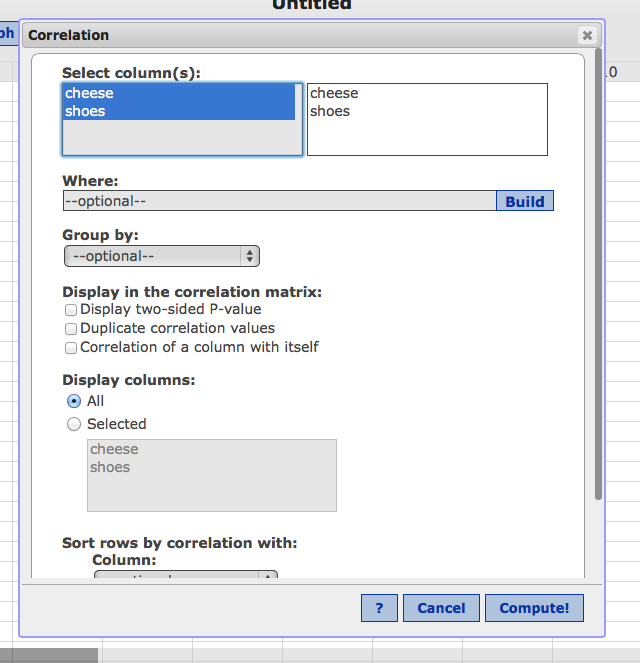 Untitled
ph
Correlation
Select column(s):
cheese cheese
shoes shoes
Where:
--optional-- Build
Group by:
--optional--
Display in the correlation matrix:
Display two-sided P-value
Duplicate correlation values
Correlation of a column with itself
Display columns:
All
Selected
cheese
shoes
Sort rows by correlation with:
Column:
? Cancel Compute!